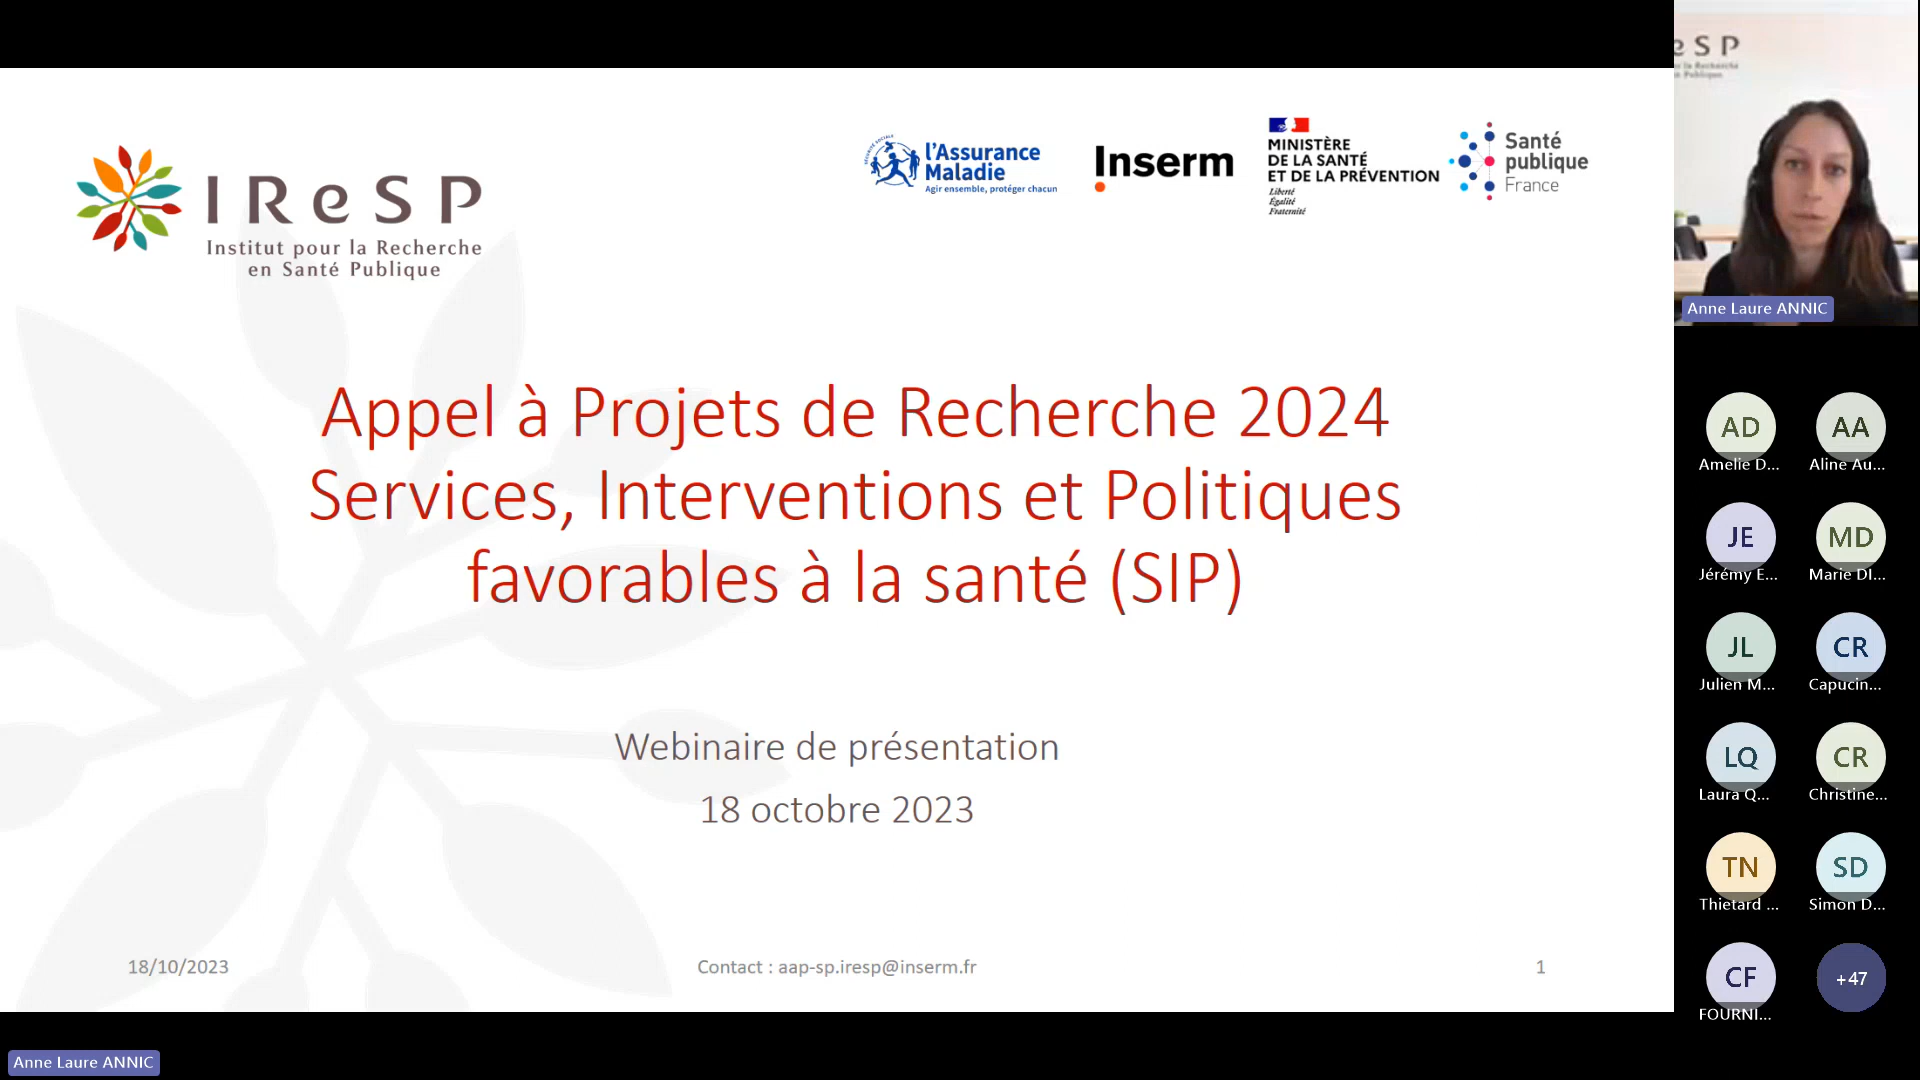 IReSP
Institut pour la Recherche
en Santé Publique
l'Assurance
Maladie
Agir ensemble, protéger chacun
Inserm
MINISTÈRE
DE LA SANTÉ
ET DE LA PRÉVENTION
Liberté
Égalité
Fraternité
Santé
publique
France
Appel à Projets de Recherche 2024
Services, Interventions et Politiques
favorables à la santé (SIP)
Webinaire de présentation
18 octobre 2023
18/10/2023
Contact : aap-sp.iresp@inserm.fr
1
Anne Laure ANNIC
e S P
Anne Laure ANNIC
AD
AA
Amelie D...
Aline Au...
JE
MD
Jérémy E...
Marie DI...
JL
CR
Julien M...
Capucin...
LQ
CR
Laura Q...
Christine...
TN
SD
Thietard ...
Simon D...
CF
+47
FOURNI...